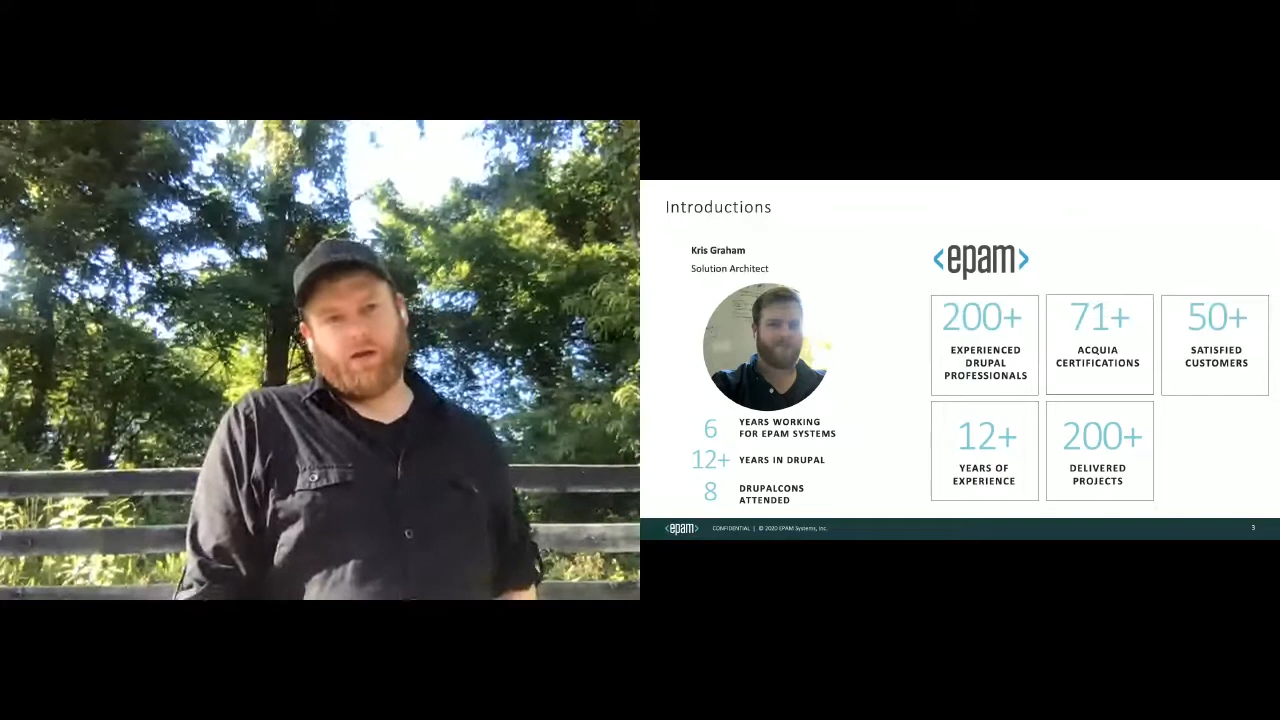 Introductions
Kris Graham
Solution Architect
6
YEARS WORKING
FOR EPAM SYSTEMS
12+
YEARS IN DRUPAL
8
DRUPALCONS
ATTENDED
<epam>
200+
EXPERIENCED
DRUPAL
PROFESSIONALS
71+
ACQUIA
CERTIFICATIONS
50+
SATISFIED
CUSTOMERS
12+
YEARS OF
EXPERIENCE
200+
DELIVERED
PROJECTS
<epam>
CONFIDENTIAL | © 2020 EPAM Systems, Inc.
3